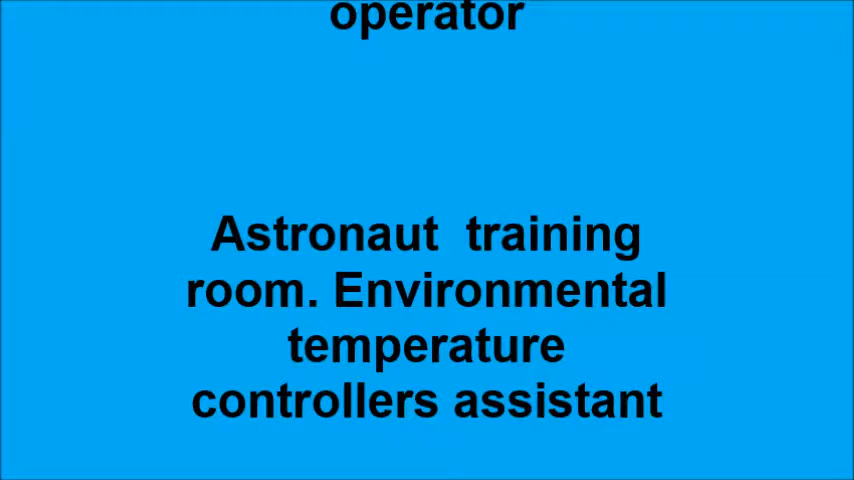 operator
Astronaut  training
room. Environmental
temperature
controllers assistant